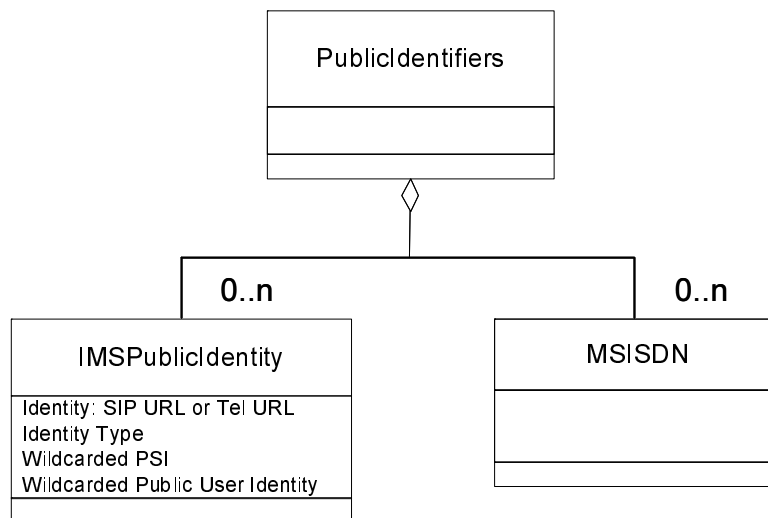 PublicIdentifiers
0..n
0..n
IMSPublicIdentity
MSISDN
Identity: SIP URL or Tel URL
Identity Type
Wildcarded PSI
Wildcarded Public User Identity